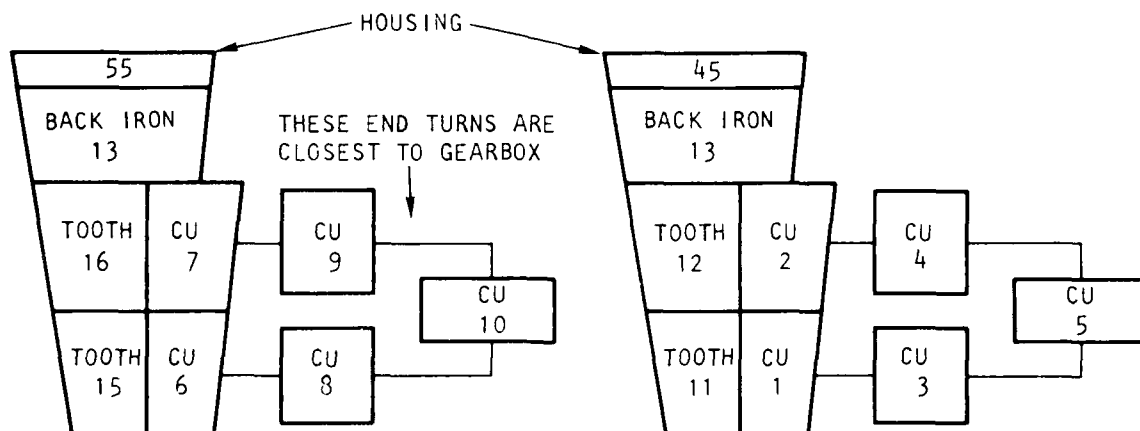 HOUSING
55
BACK IRON
13
THESE END TURNS ARE
CLOSEST TO GEARBOX
TOOTH
16
CU
7
CU
9
CU
10
TOOTH
15
CU
6
CU
8
45
BACK IRON
13
TOOTH
12
CU
2
CU
4
CU
5
TOOTH
11
CU
1
CU
3